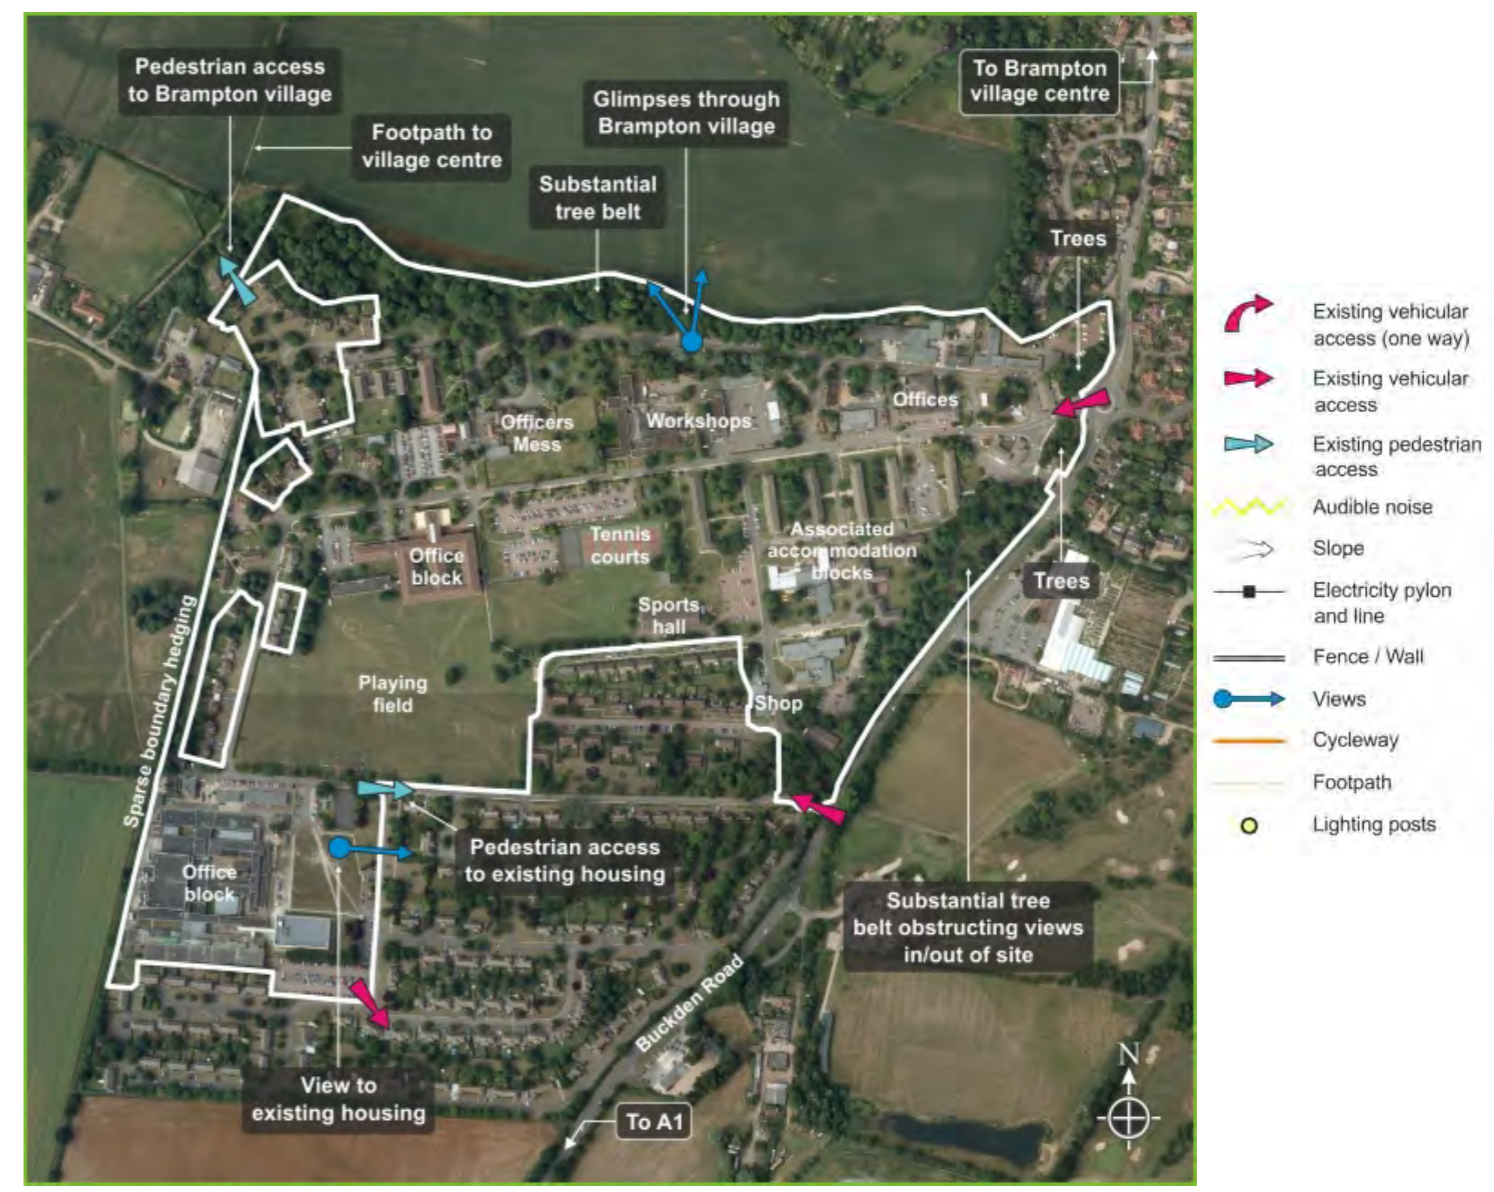 Pedestrian access
to Brampton village
Footpath to
village centre
Glimpses through
Brampton village
Substantial
tree belt
To Brampton
village centre
Trees
Officers
Mess
Workshops
Offices
Office
block
Tennis
courts
Associated
accommodation
blocks
Trees
Sports
hall
Playing
field
Shop
Sparse boundary hedging
Office
block
Pedestrian access
to existing housing
Substantial tree
belt obstructing views
in/out of site
Buckden Road
View to
existing housing
To A1
N
Existing vehicular
access (one way)
Existing vehicular
access
Existing pedestrian
access
Audible noise
Slope
Electricity pylon
and line
Fence / Wall
Views
Cycleway
Footpath
Lighting posts